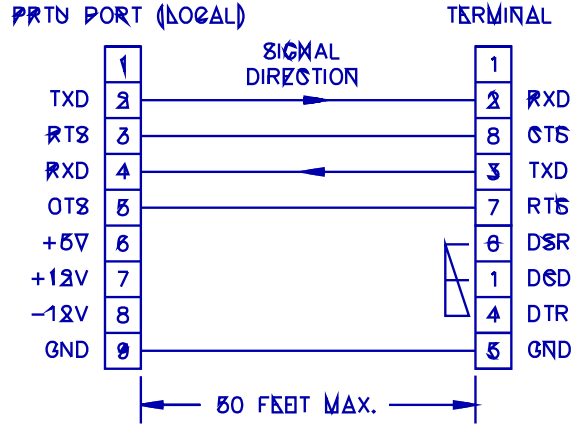 PRTU PORT (LOCAL) TERMINAL
1 SIGNAL 1
DIRECTION
TXD 2 2 RXD
RTS 3 8 CTS
RXD 4 3 TXD
CTS 5 7 RTS
+5V 6 6 DSR
+12V 7 1 DCD
-12V 8 4 DTR
GND 9 5 GND
50 FEET MAX.